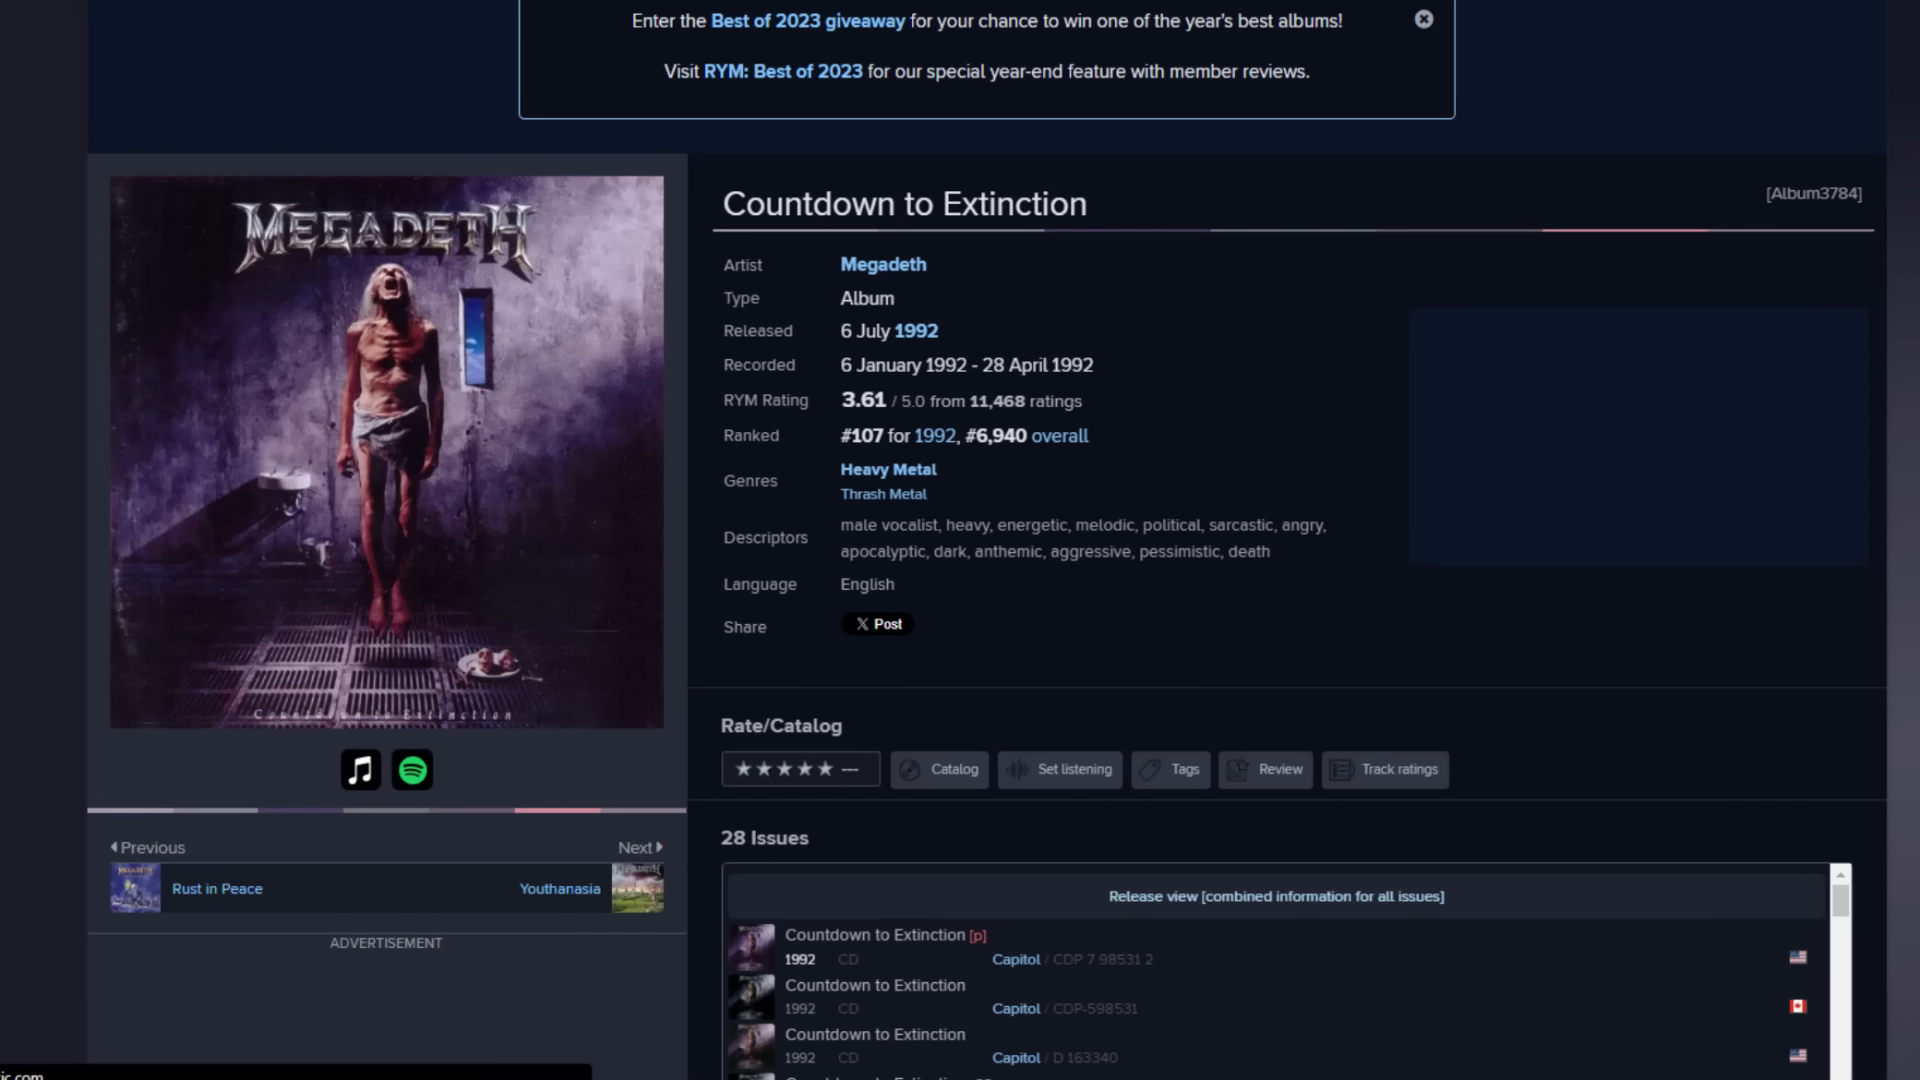 Enter the Best of 2023 giveaway for your chance to win one of the year's best albums!
Visit RYM: Best of 2023 for our special year-end feature with member reviews.
MEGADETH
Countdown to Extinction
Countdown to Extinction
[Album3784]
Artist Megadeth
Type Album
Released 6 July 1992
Recorded 6 January 1992 - 28 April 1992
RYM Rating 3.61 / 5.0 from 11,468 ratings
Ranked #107 for 1992, #6,940 overall
Genres Heavy Metal
Thrash Metal
Descriptors male vocalist, heavy, energetic, melodic, political, sarcastic, angry,
apocalyptic, dark, anthemic, aggressive, pessimistic, death
Language English
Share X Post
Rate/Catalog
Catalog Set listening Tags Review Track ratings
Previous Next
Rust in Peace Youthanasia
ADVERTISEMENT
28 Issues
Release view [combined information for all issues]
Countdown to Extinction [p]
1992 CD Capitol / CDP 7 98531 2
Countdown to Extinction
1992 CD Capitol / CDP-598531
Countdown to Extinction
1992 CD Capitol / D 163340